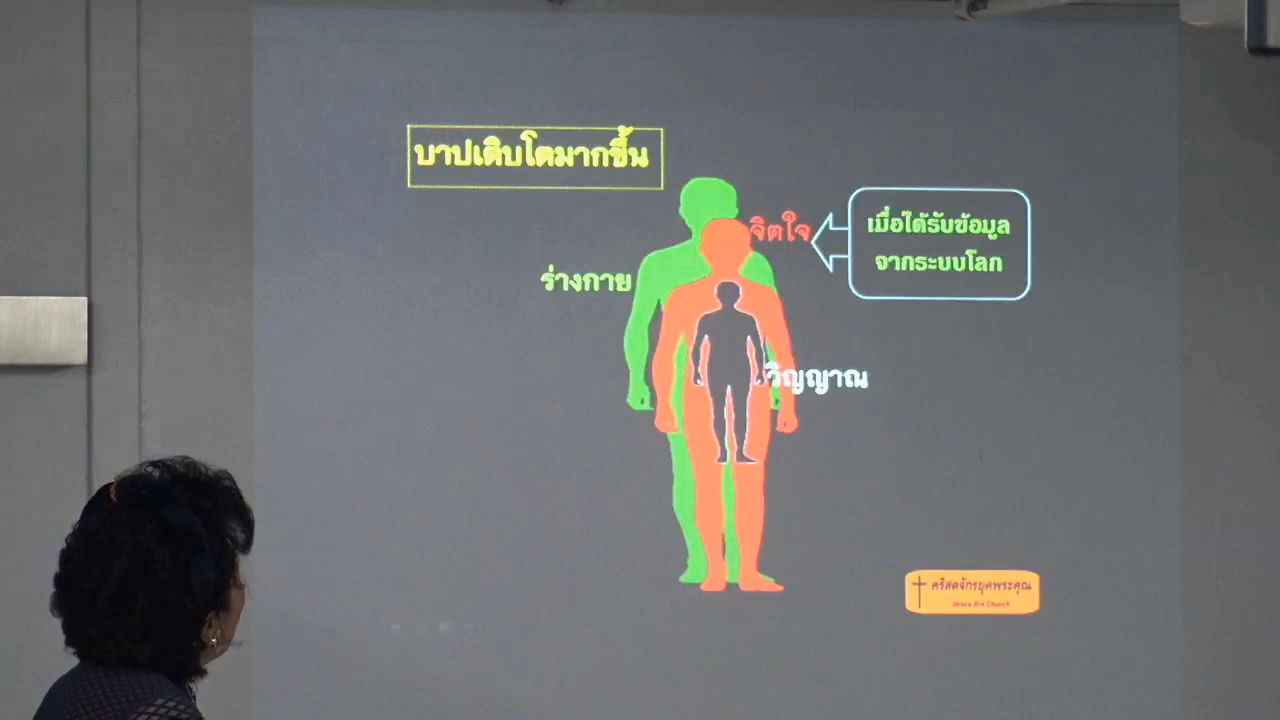 บาปเติบโตมากขึ้น
จิตใจ
เมื่อได้รับข้อมูล
จากระบบโลก
ร่างกาย
วิญญาณ
คริสตจักรยุคพระคุณ
Grace Era Church